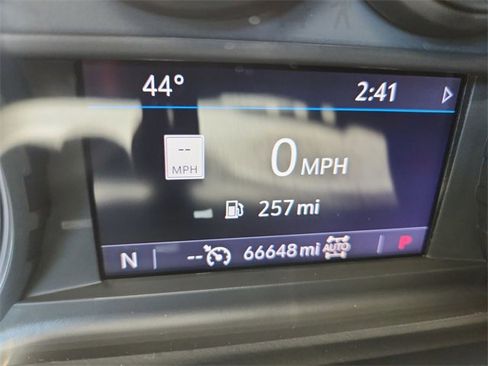 44° 2:41
--
MPH
0 MPH
257 mi
N -- 66648 mi AUTO P